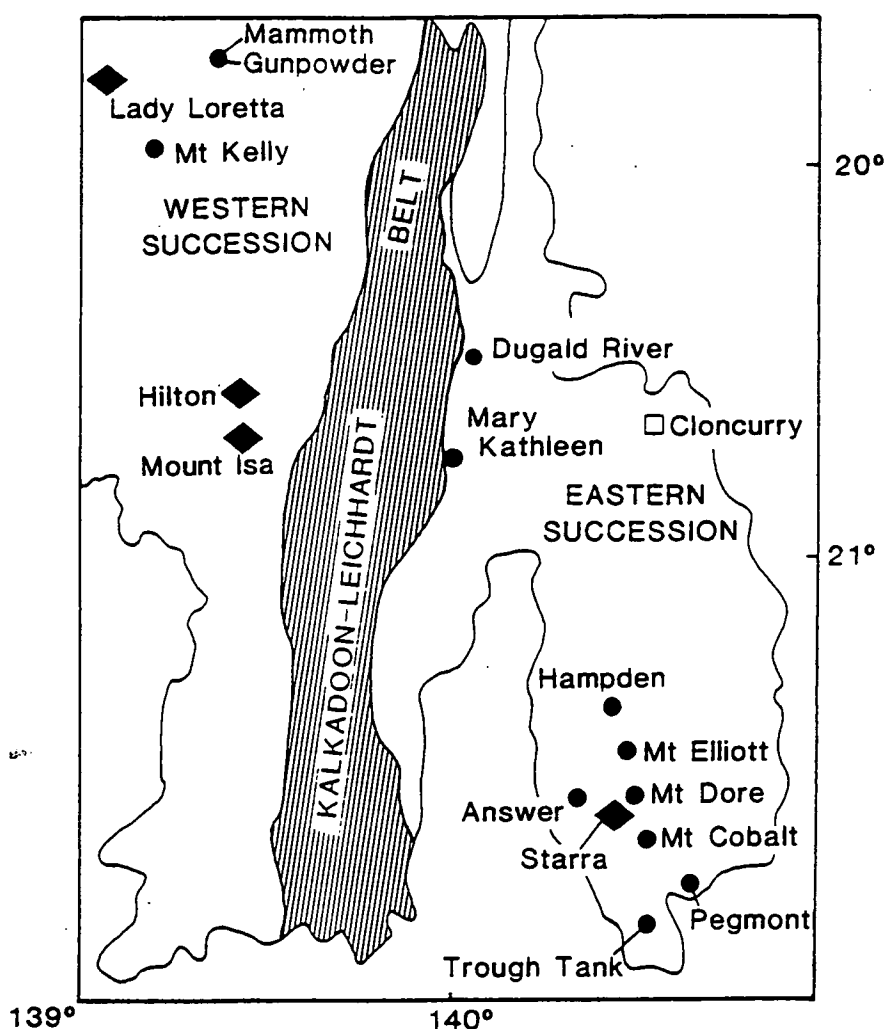 Mammoth
Gunpowder
Lady Loretta
Mt Kelly
20°
WESTERN
SUCCESSION
BELT
Dugald River
Hilton
Mary
Kathleen
Cloncurry
Mount Isa
KALKADOON-LEICHHARDT
EASTERN
SUCCESSION
21°
Hampden
Mt Elliott
Mt Dore
Answer
Mt Cobalt
Starra
Pegmont
Trough Tank
139°
140°